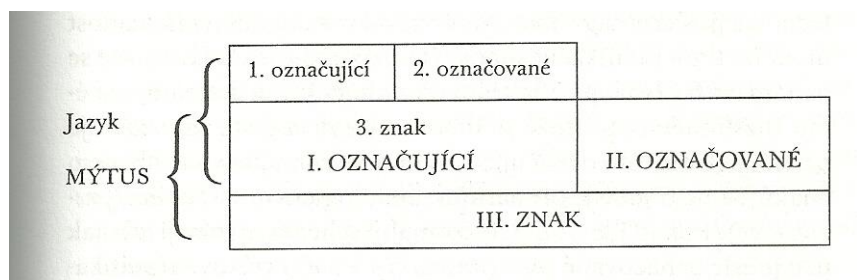 1. označující 2. označované
Jazyk
3. znak
MÝTUS
I. OZNAČUJÍCÍ II. OZNAČOVANÉ
III. ZNAK